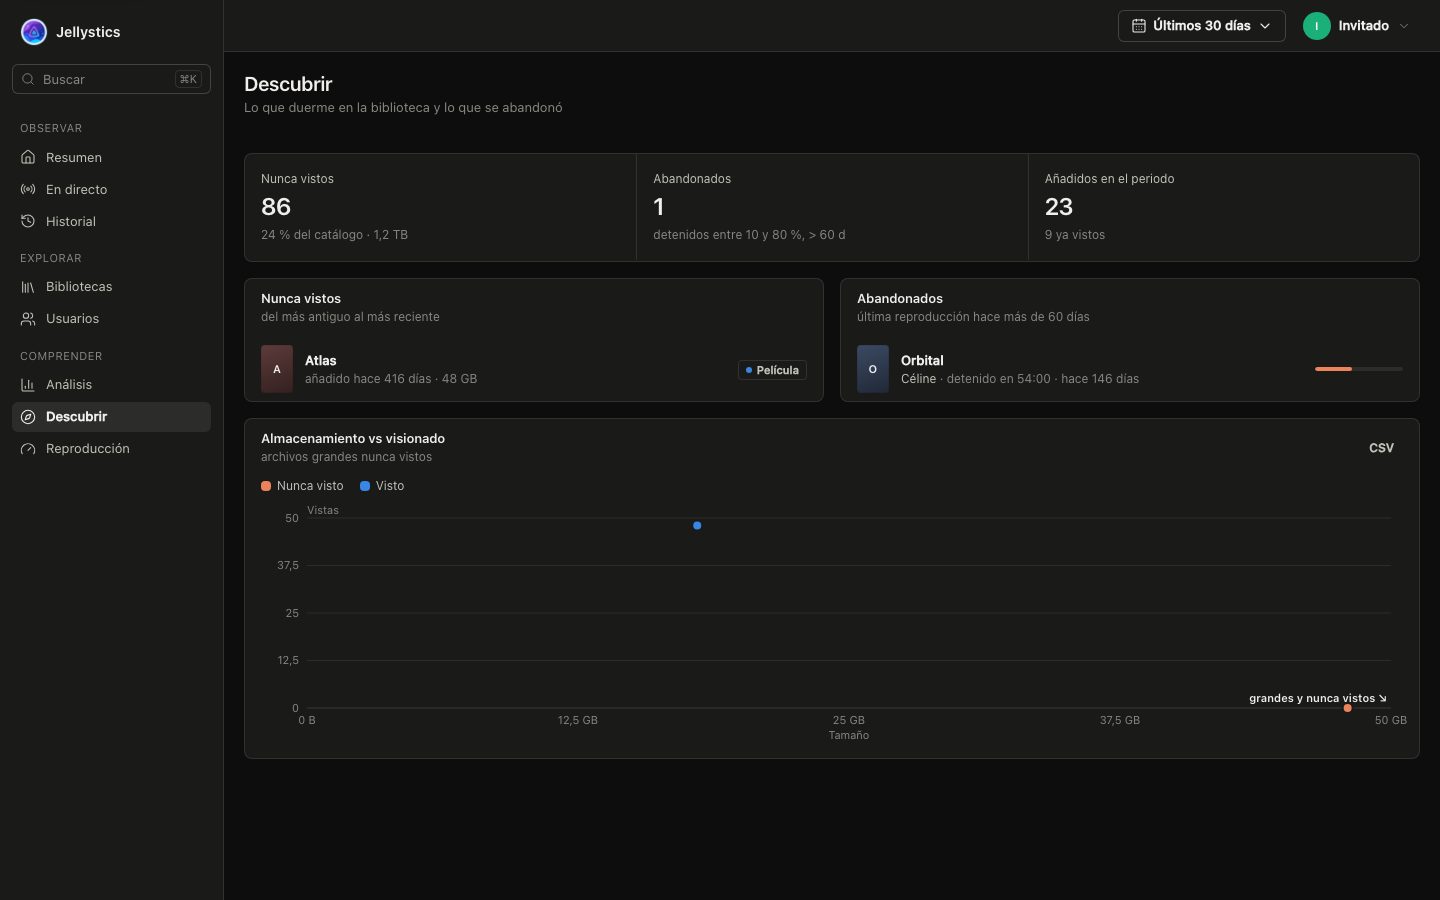 Jellystics
Buscar ⌘K
OBSERVAR
Resumen
En directo
Historial
EXPLORAR
Bibliotecas
Usuarios
COMPRENDER
Análisis
Descubrir
Reproducción
Últimos 30 días
I Invitado
Descubrir
Lo que duerme en la biblioteca y lo que se abandonó
Nunca vistos
86
24 % del catálogo · 1,2 TB
Abandonados
1
detenidos entre 10 y 80 %, > 60 d
Añadidos en el periodo
23
9 ya vistos
Nunca vistos
del más antiguo al más reciente
A
Atlas
añadido hace 416 días · 48 GB
Película
Abandonados
última reproducción hace más de 60 días
O
Orbital
Céline · detenido en 54:00 · hace 146 días
Almacenamiento vs visionado
archivos grandes nunca vistos
CSV
Nunca visto
Visto
Vistas
50
37,5
25
12,5
0
grandes y nunca vistos ↘
0 B
12,5 GB
25 GB
37,5 GB
50 GB
Tamaño